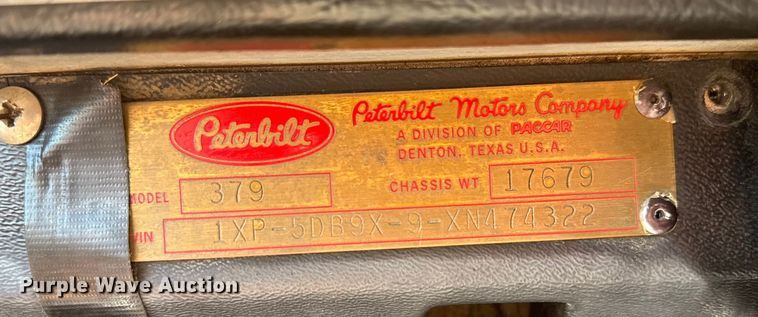 Peterbilt
Peterbilt Motors Company
A DIVISION OF PACCAR
DENTON, TEXAS U.S.A.
MODEL 379
CHASSIS WT 17679
VIN 1XP-5DB9X-9-XN474322
Purple Wave Auction